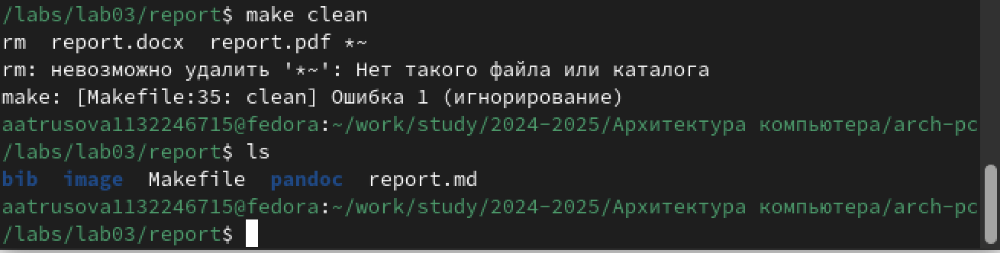 /labs/lab03/report$ make clean
rm  report.docx  report.pdf *~
rm: невозможно удалить '*~': Нет такого файла или каталога
make: [Makefile:35: clean] Ошибка 1 (игнорирование)
aatrusova1132246715@fedora:~/work/study/2024-2025/Архитектура компьютера/arch-pc
/labs/lab03/report$ ls
bib  image  Makefile  pandoc  report.md
aatrusova1132246715@fedora:~/work/study/2024-2025/Архитектура компьютера/arch-pc
/labs/lab03/report$